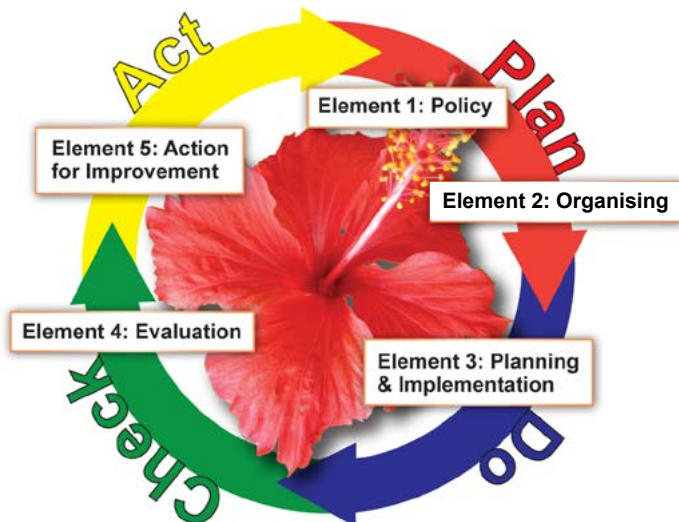 Act
Plan
Element 1: Policy
Element 5: Action
for Improvement
Element 2: Organising
Element 4: Evaluation
Element 3: Planning
& Implementation
Check
Do